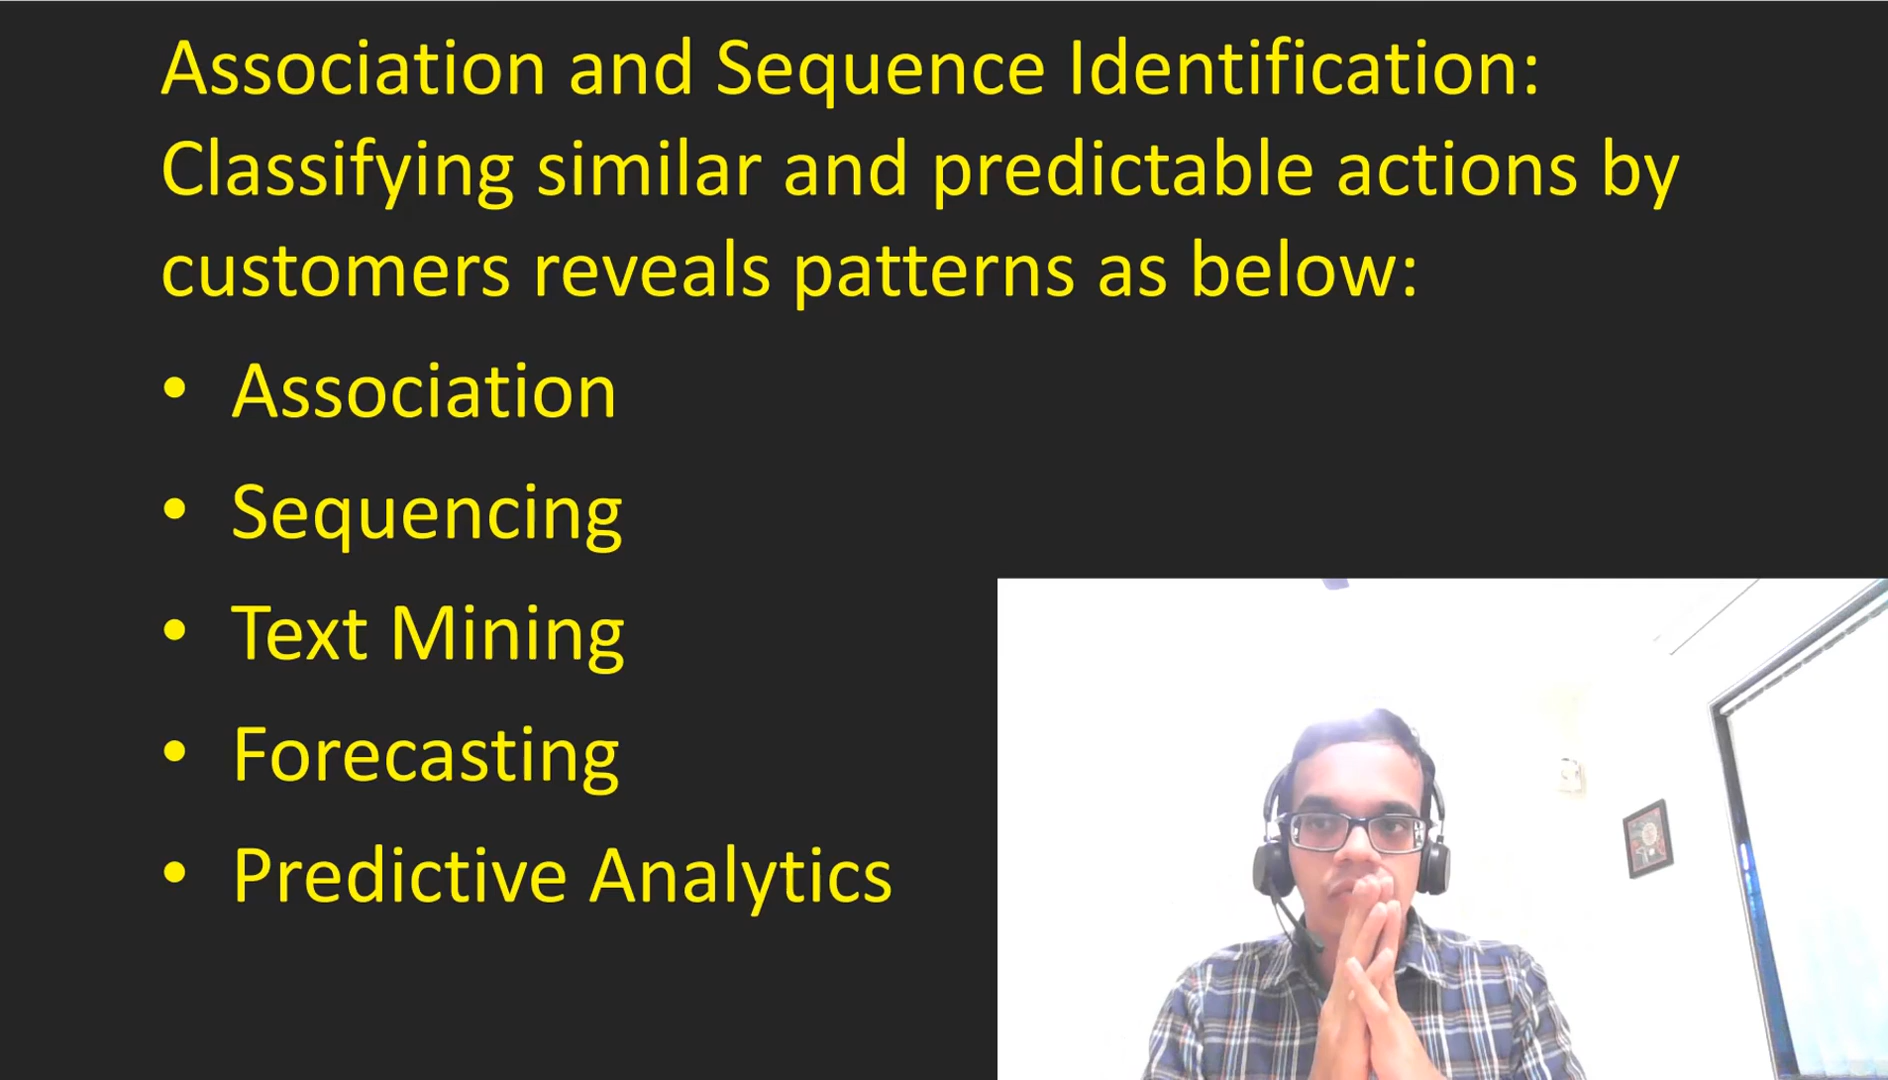 Association and Sequence Identification:
Classifying similar and predictable actions by
customers reveals patterns as below:
• Association
• Sequencing
• Text Mining
• Forecasting
• Predictive Analytics